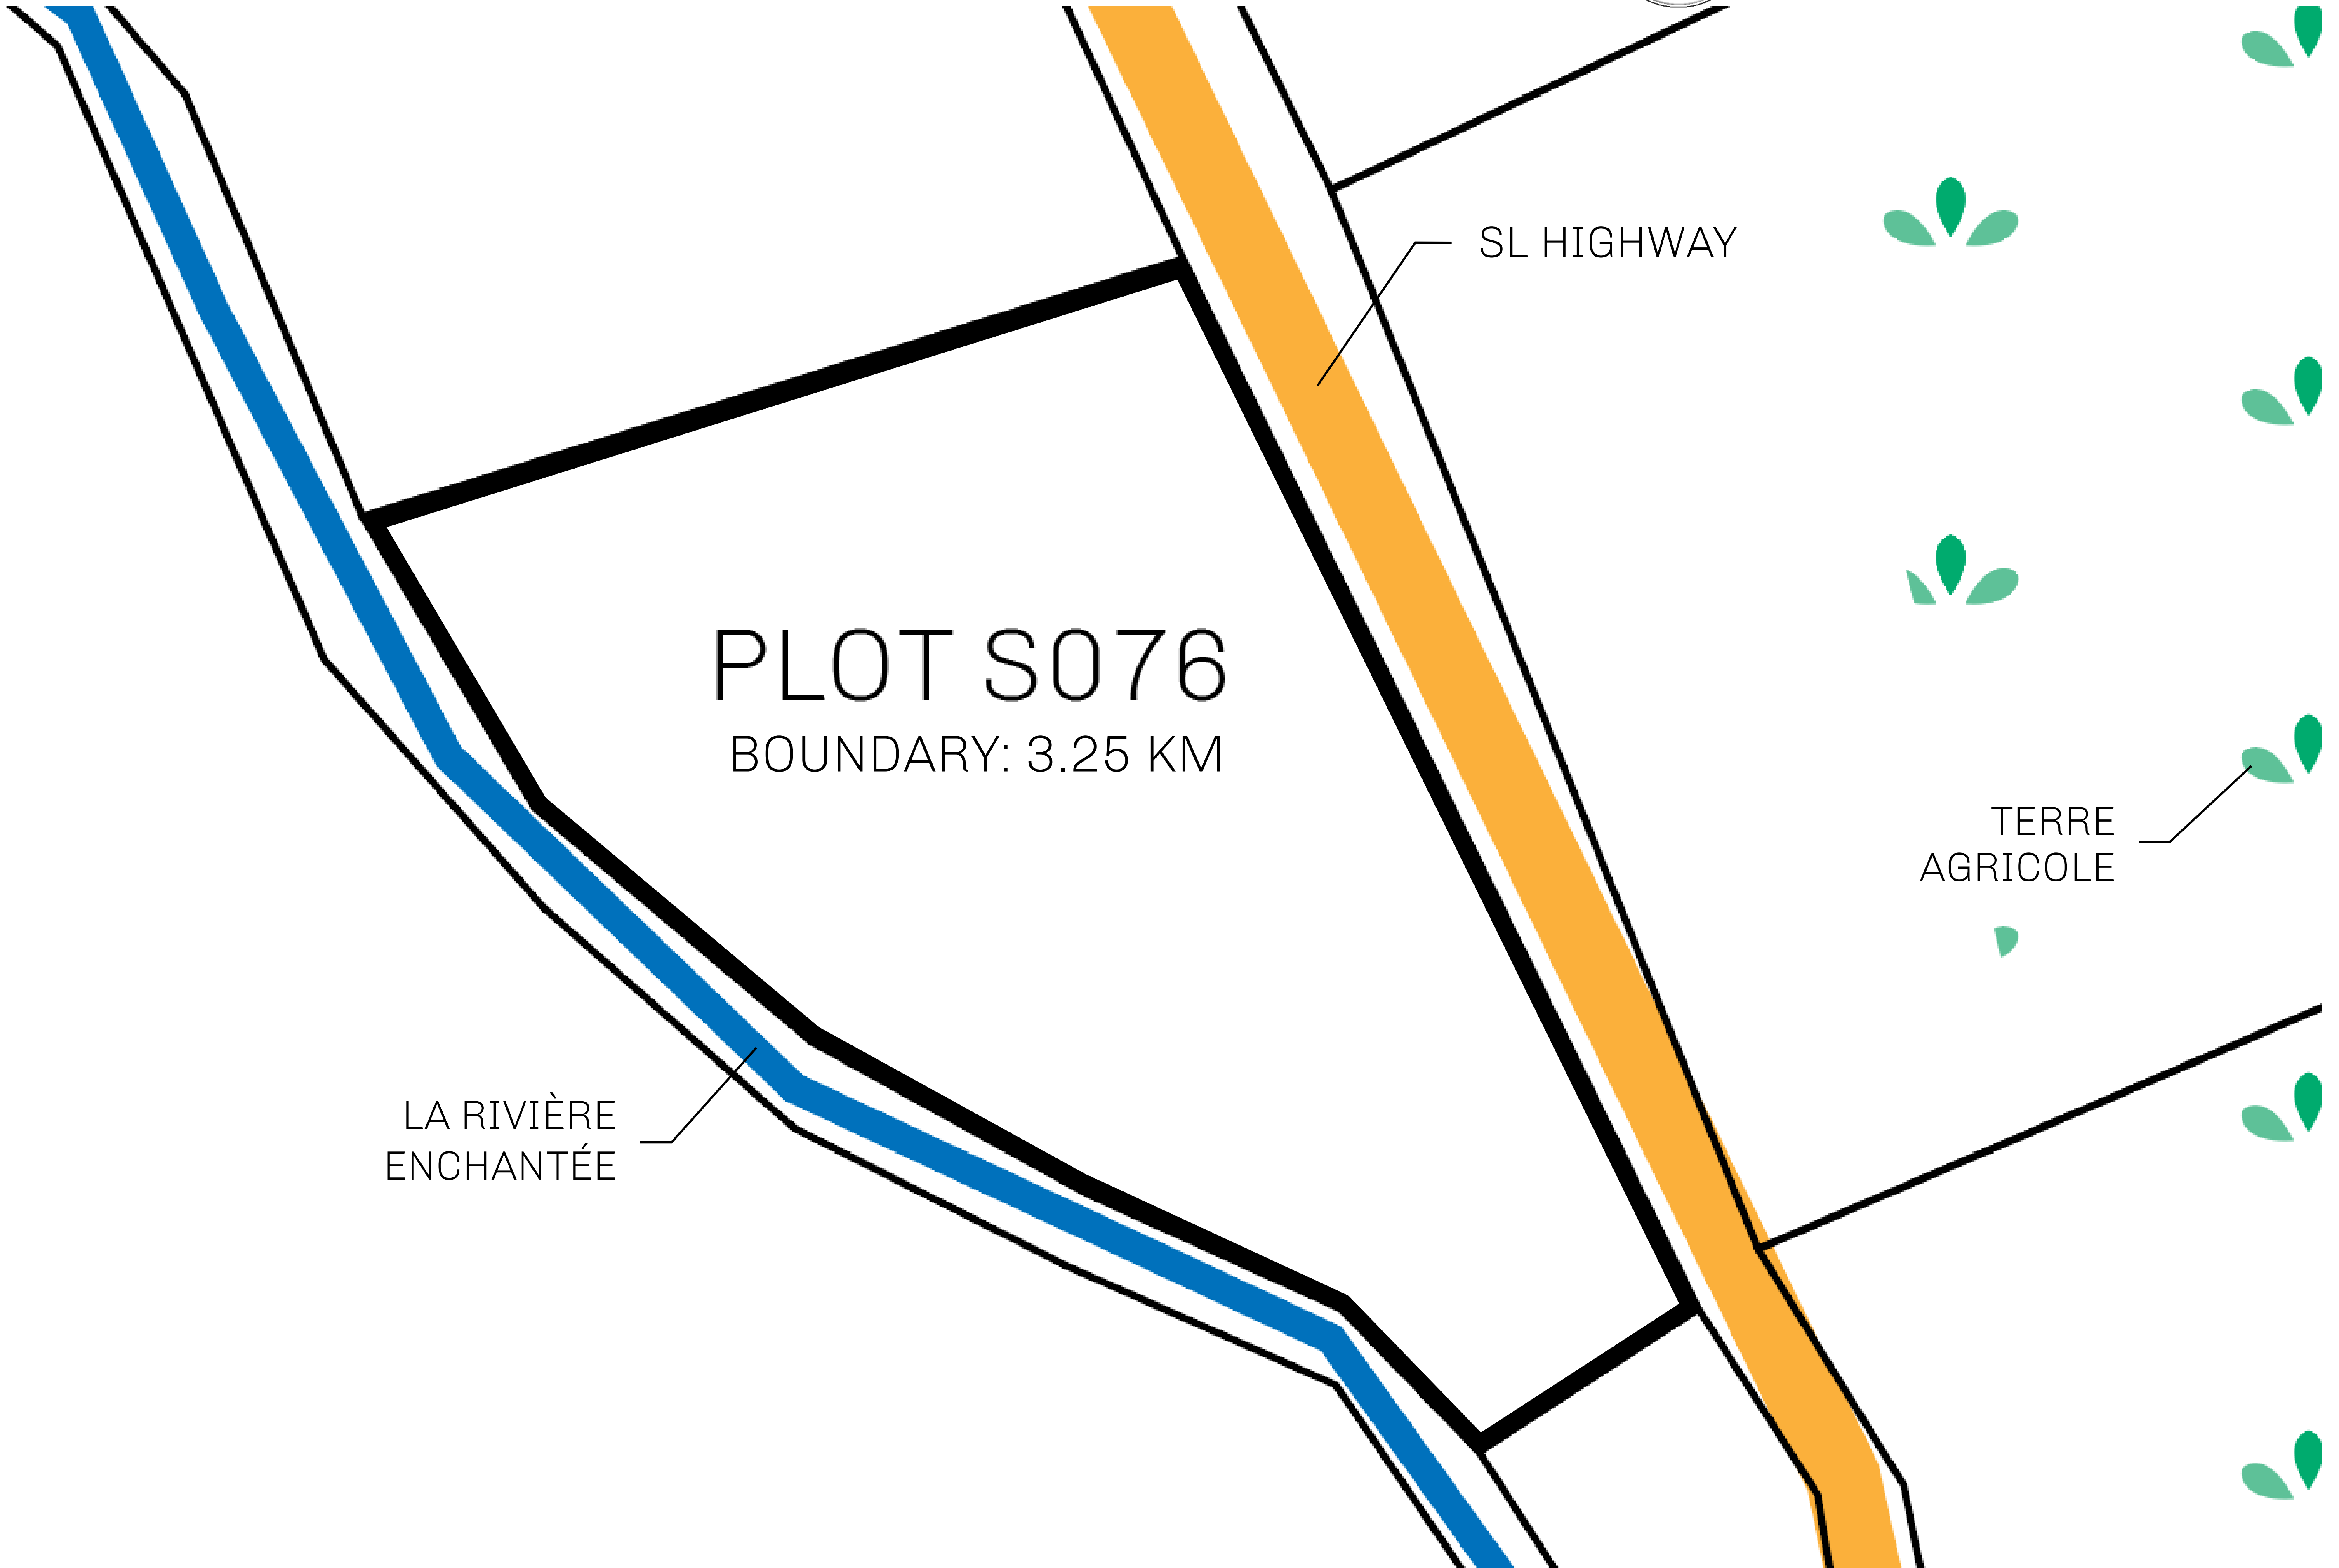 SL HIGHWAY
PLOT S076
BOUNDARY: 3.25 KM
TERRE
AGRICOLE
LA RIVIÈRE
ENCHANTÉE